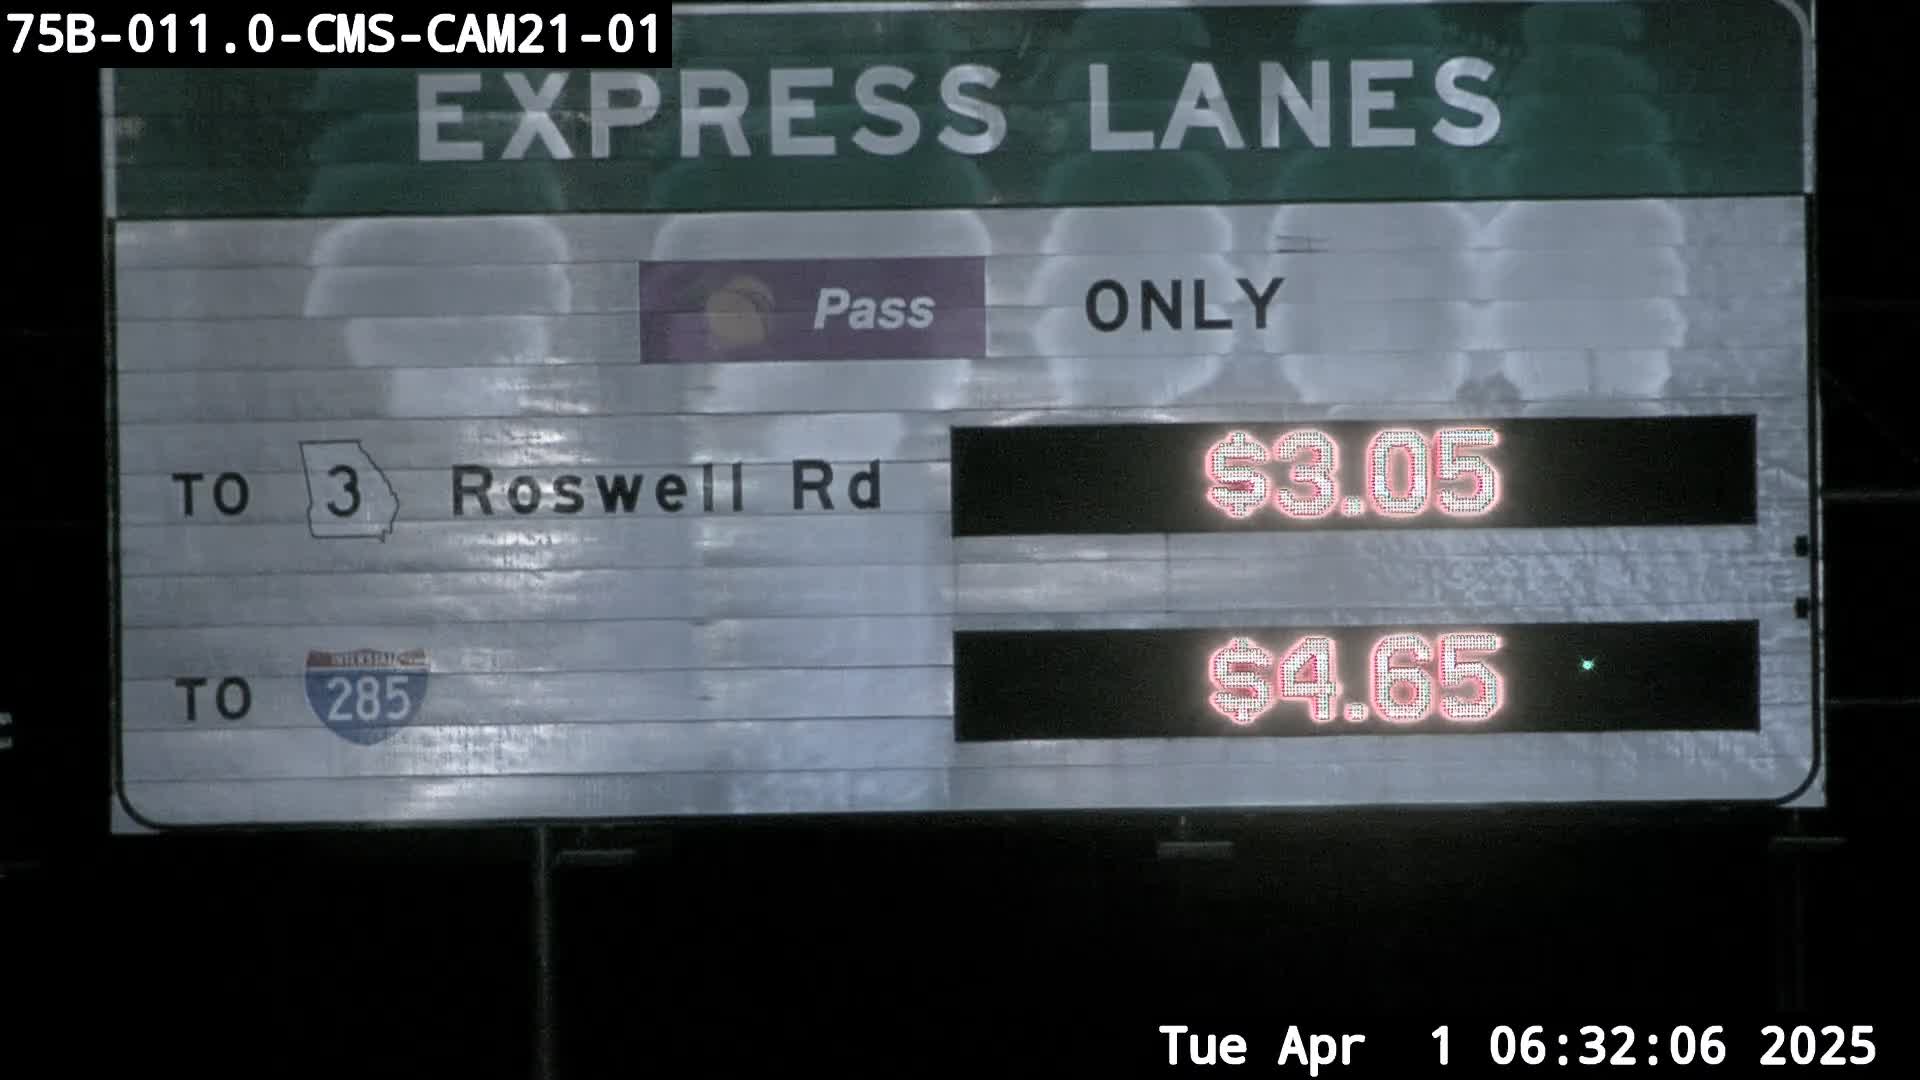 75B-011.0-CMS-CAM21-01
EXPRESS LANES
Pass ONLY
TO 3 Roswell Rd $3.05
INTERSTATE
TO 285 $4.65
Tue Apr 1 06:32:06 2025